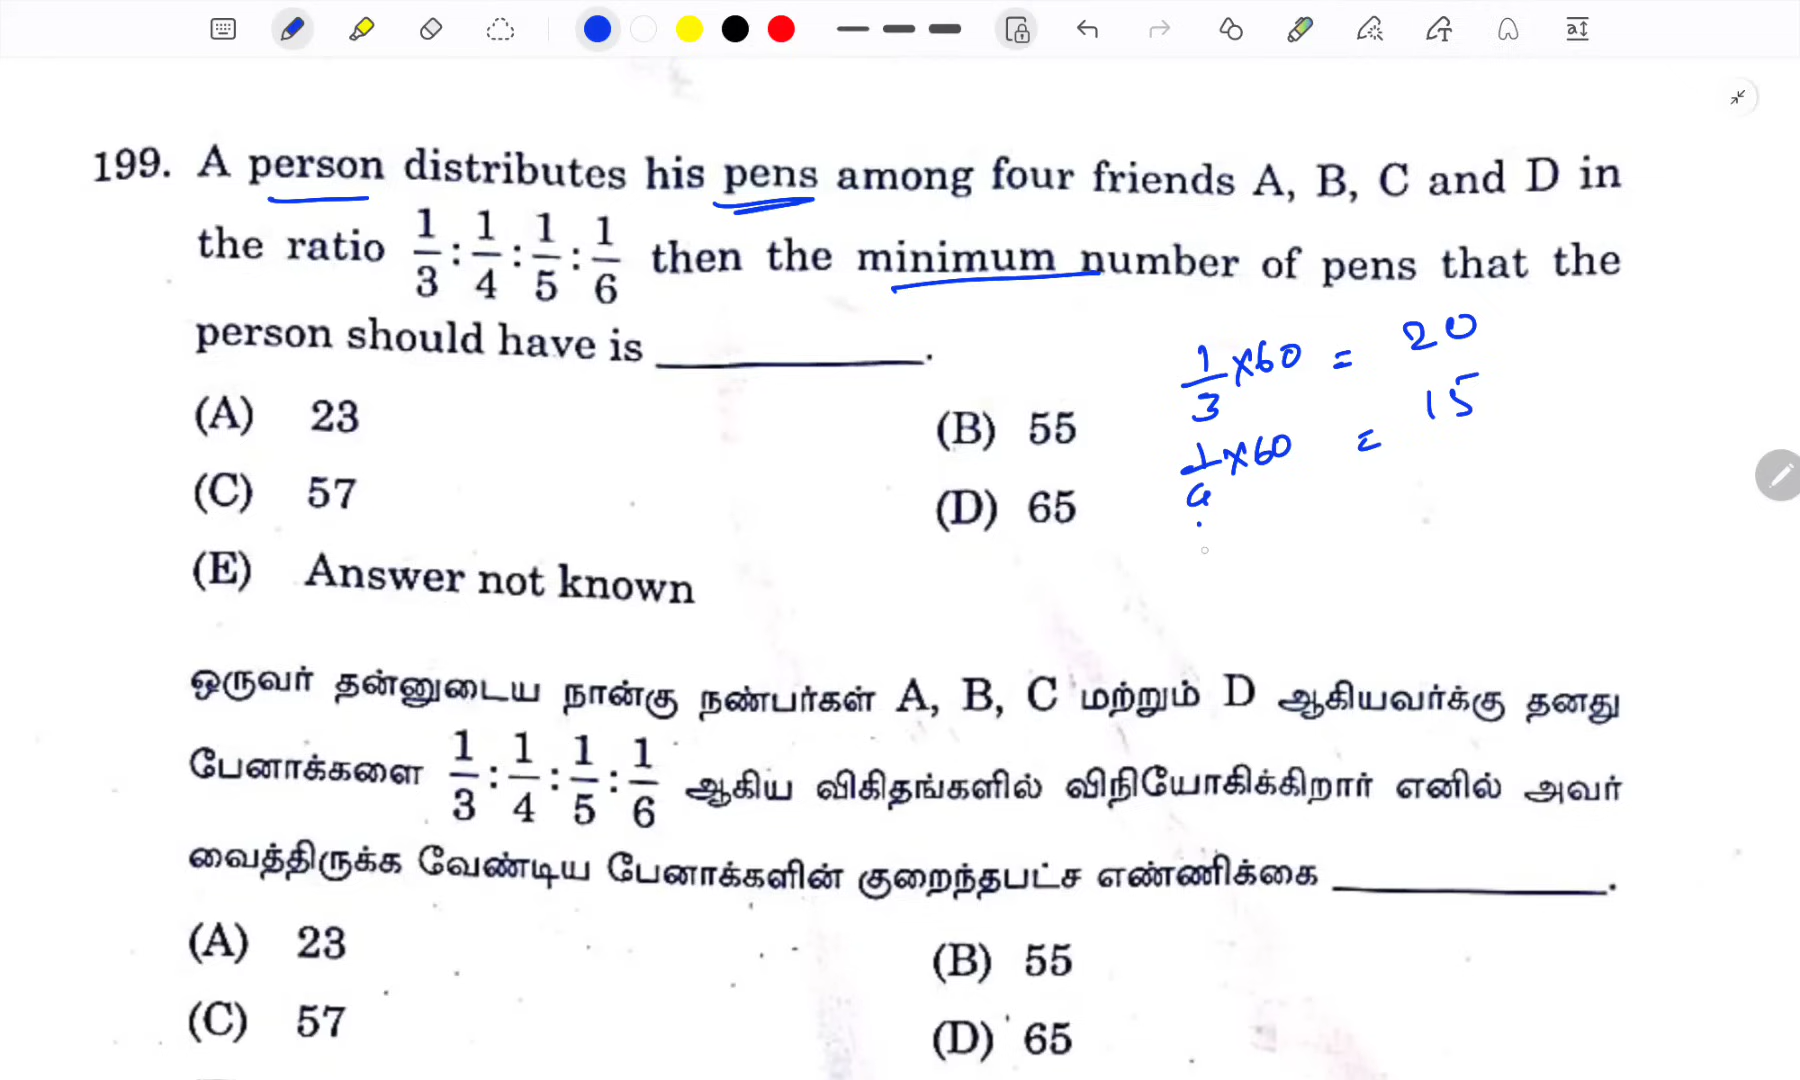 199. A person distributes his pens among four friends A, B, C and D in
the ratio 1/3 : 1/4 : 1/5 : 1/6 then the minimum number of pens that the
person should have is ____________.
1/3 × 60 = 20
(A) 23
(B) 55
1/4 × 60 = 15
(C) 57
(D) 65
(E) Answer not known
ஒருவர் தன்னுடைய நான்கு நண்பர்கள் A, B, C மற்றும் D ஆகியவர்க்கு தனது
பேனாக்களை 1/3 : 1/4 : 1/5 : 1/6 ஆகிய விகிதங்களில் விநியோகிக்கிறார் எனில் அவர்
வைத்திருக்க வேண்டிய பேனாக்களின் குறைந்தபட்ச எண்ணிக்கை ____________.
(A) 23
(B) 55
(C) 57
(D) 65